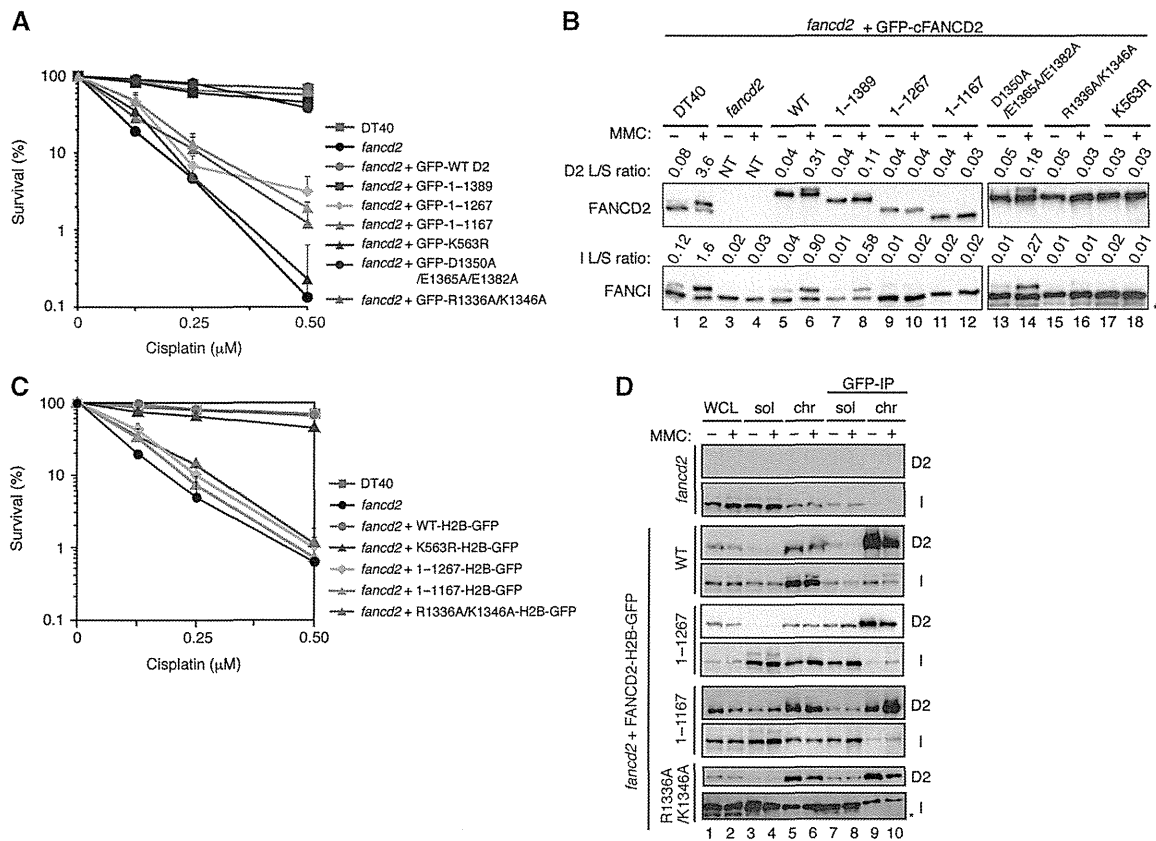 A
Survival (%)
100
10
1
0.1
0
0.25
0.50
Cisplatin (μM)
DT40
fancd2
fancd2 + GFP-WT D2
fancd2 + GFP-1–1389
fancd2 + GFP-1–1267
fancd2 + GFP-1–1167
fancd2 + GFP-K563R
fancd2 + GFP-D1350A
/E1365A/E1382A
fancd2 + GFP-R1336A/K1346A
B
fancd2 + GFP-cFANCD2
DT40 fancd2 WT 1–1389 1–1267 1–1167 D1350A /E1365A/E1382A R1336A/K1346A K563R
MMC: – + – + – + – + – + – + – + – + – +
D2 L/S ratio: 0.08 3.6 NT NT 0.04 0.31 0.04 0.11 0.04 0.04 0.04 0.03 0.05 0.18 0.05 0.03 0.03 0.03
FANCD2
I L/S ratio: 0.12 1.6 0.02 0.03 0.04 0.90 0.01 0.58 0.01 0.02 0.02 0.02 0.01 0.27 0.01 0.01 0.02 0.01
FANCI
*
1 2 3 4 5 6 7 8 9 10 11 12 13 14 15 16 17 18
C
Survival (%)
100
10
1
0.1
0
0.25
0.50
Cisplatin (μM)
DT40
fancd2
fancd2 + WT-H2B-GFP
fancd2 + K563R-H2B-GFP
fancd2 + 1–1267-H2B-GFP
fancd2 + 1–1167-H2B-GFP
fancd2 + R1336A/K1346A-H2B-GFP
D
GFP-IP
WCL sol chr sol chr
MMC: – + – + – + – + – +
fancd2
D2
I
fancd2 + FANCD2-H2B-GFP
WT
D2
I
1–1267
D2
I
1–1167
D2
I
R1336A
/K1346A
D2
* I
1 2 3 4 5 6 7 8 9 10